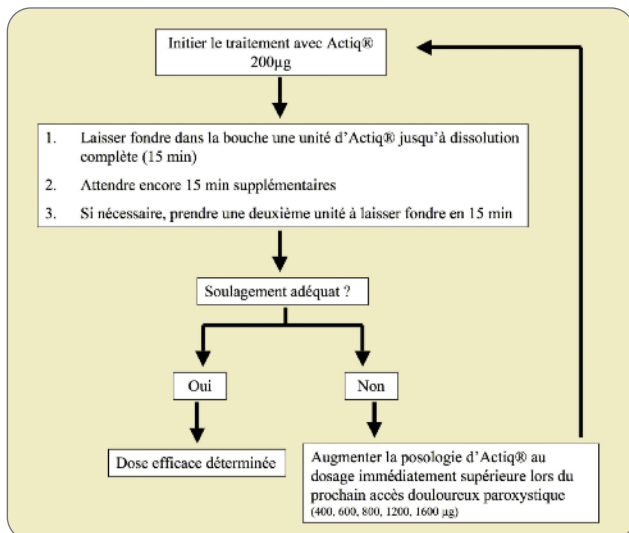 Initier le traitement avec Actiq®
200µg
1. Laisser fondre dans la bouche une unité d'Actiq® jusqu'à dissolution
complète (15 min)
2. Attendre encore 15 min supplémentaires
3. Si nécessaire, prendre une deuxième unité à laisser fondre en 15 min
Soulagement adéquat ?
Oui
Non
Dose efficace déterminée
Augmenter la posologie d'Actiq® au
dosage immédiatement supérieure lors du
prochain accès douloureux paroxystique
(400, 600, 800, 1200, 1600 µg)